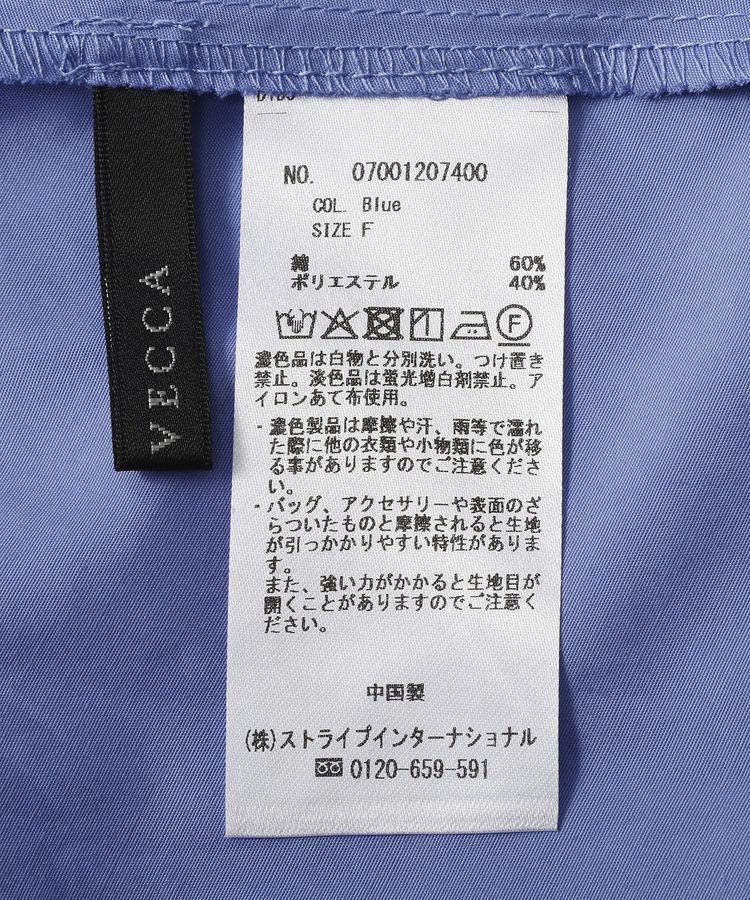 VECCA
NO. 07001207400
COL. Blue
SIZE F
綿 60%
ポリエステル 40%
F
濃色品は白物と分別洗い。つけ置き
禁止。淡色品は蛍光増白剤禁止。ア
イロンあて布使用。
・濃色製品は摩擦や汗、雨等で濡れ
た際に他の衣類や小物類に色が移
る事がありますのでご注意くださ
い。
・バッグ、アクセサリーや表面のざ
らついたものと摩擦されると生地
が引っかかりやすい特性がありま
す。
また、強い力がかかると生地目が
開くことがありますのでご注意く
ださい。
中国製
(株)ストライプインターナショナル
0120-659-591